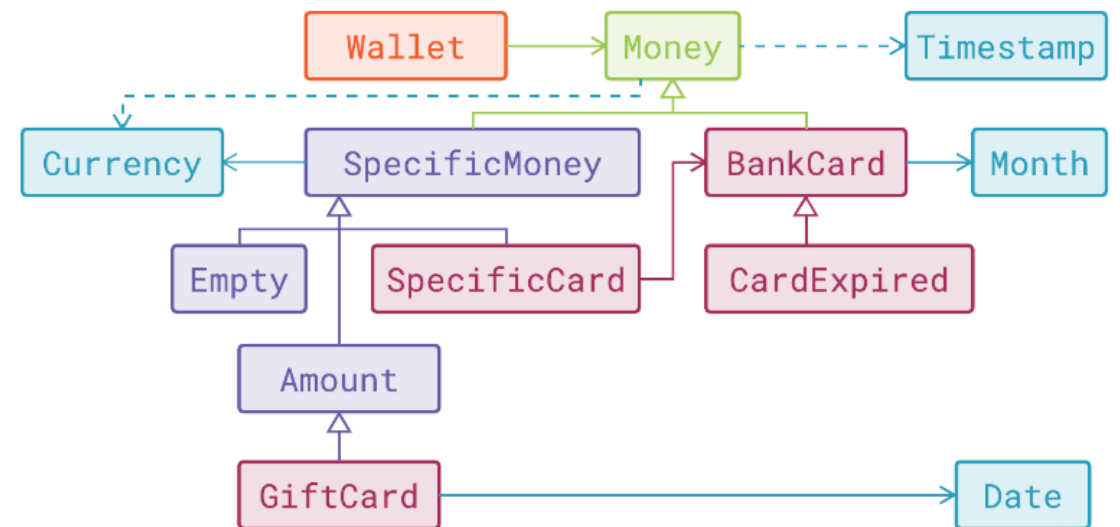 Wallet
Money
Timestamp
Currency
SpecificMoney
BankCard
Month
Empty
SpecificCard
CardExpired
Amount
GiftCard
Date